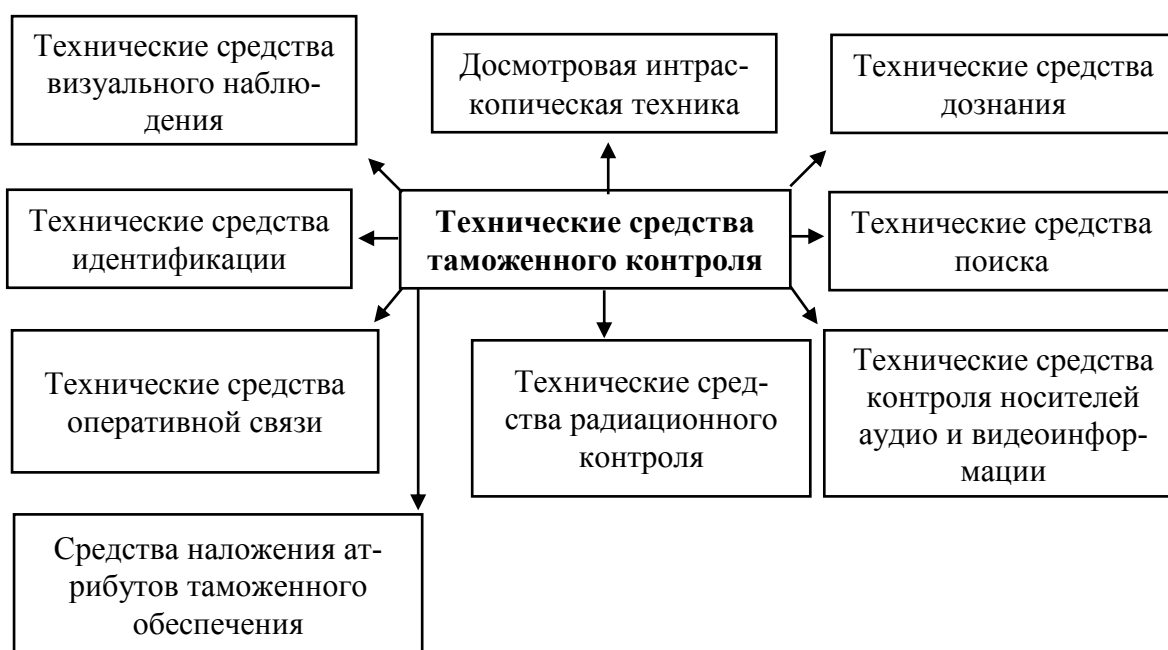 Технические средства
визуального наблю-
дения
Досмотровая интрас-
копическая техника
Технические средства
дознания
Технические средства
идентификации
Технические средства
таможенного контроля
Технические средства
поиска
Технические средства
оперативной связи
Технические сред-
ства радиационного
контроля
Технические средства
контроля носителей
аудио и видеоинфор-
мации
Средства наложения ат-
рибутов таможенного
обеспечения